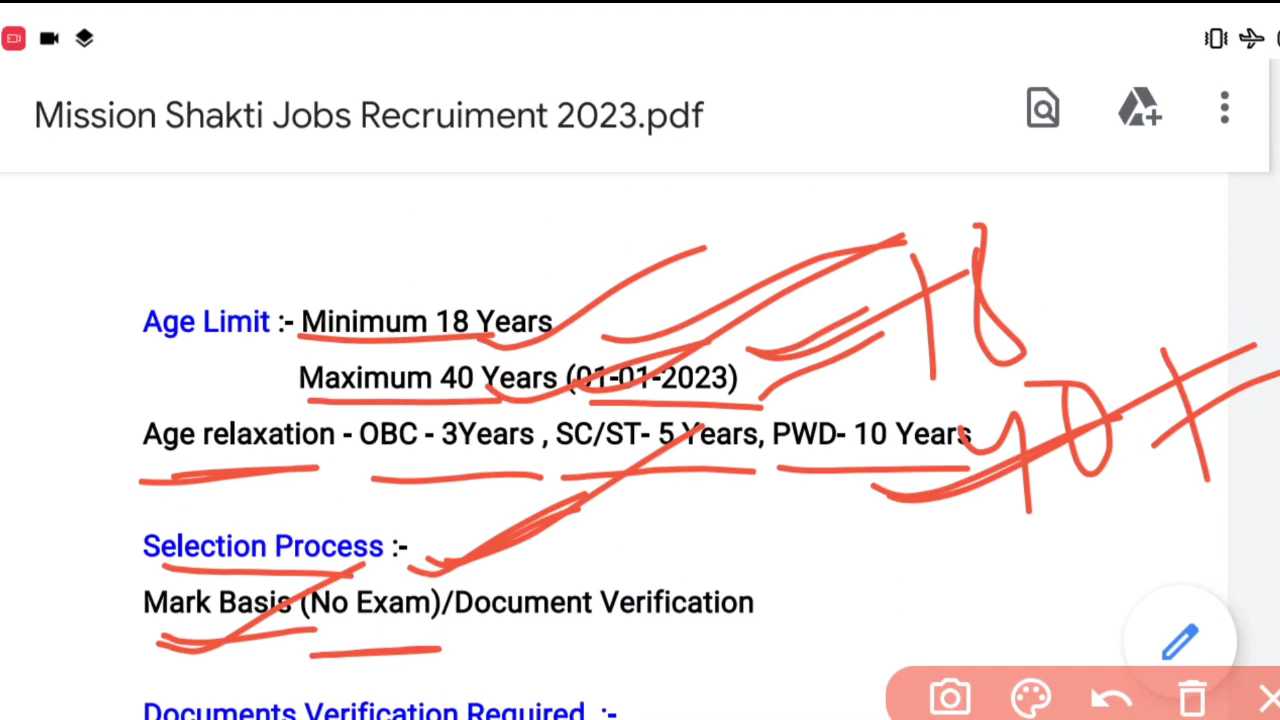 Mission Shakti Jobs Recruiment 2023.pdf
Age Limit :- Minimum 18 Years
Maximum 40 Years (01-01-2023)
Age relaxation - OBC - 3Years , SC/ST- 5 Years, PWD- 10 Years
18
40 +
Selection Process :-
Mark Basis (No Exam)/Document Verification
Documents Verification Required :-